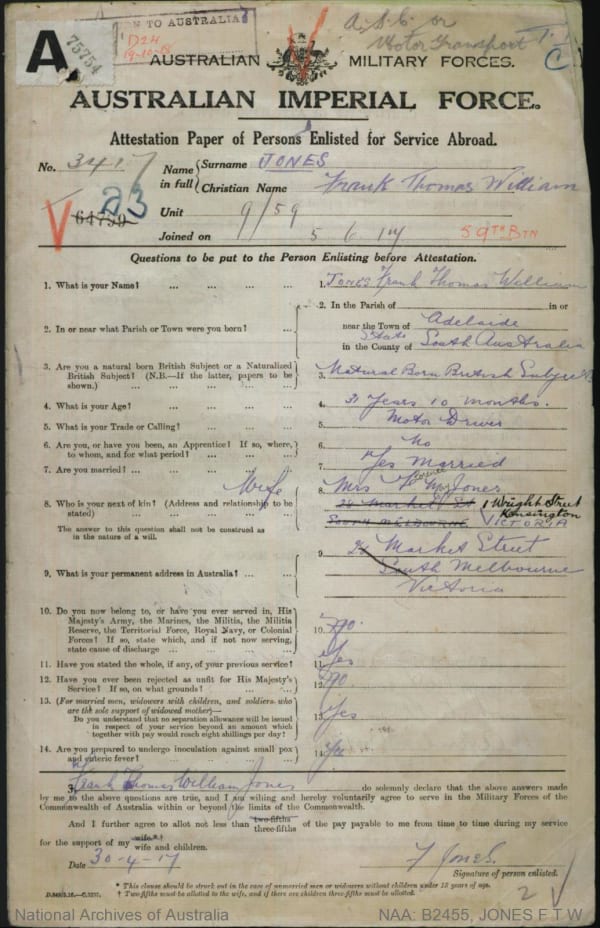 N TO AUSTRALIA
A.S.C. or
Motor Transport
A
75754
D24
19-10-18
C
AUSTRALIAN MILITARY FORCES.
AUSTRALIAN IMPERIAL FORCE.
Attestation Paper of Persons Enlisted for Service Abroad.
No. 3417 Name in full { Surname JONES
Christian Name Frank Thomas William
V 64759 23
Unit 9/59
Joined on 5 6 17 59TH BTN
Questions to be put to the Person Enlisting before Attestation.
1. What is your Name? ... ... ... ... 1. Jones Frank Thomas William
2. In or near what Parish or Town were you born? ... 2. In the Parish of in or
near the Town of Adelaide
State
in the County of South Australia
3. Are you a natural born British Subject or a Naturalized
British Subject? (N.B.—If the latter, papers to be
shown.) ... ... ... ... 3. Natural Born British Subject
4. What is your Age? ... ... ... ... 4. 31 Years 10 months.
5. What is your Trade or Calling? ... ... ... 5. Motor Driver
6. Are you, or have you been, an Apprentice? If so, where,
to whom, and for what period? ... ... 6. No
7. Are you married? ... ... ... ... 7. Yes Married
Wife
8. Who is your next of kin? (Address and relationship to be
stated) ... ... ... ... 8. Mrs Jones
24 Market St 1 Wright Street
Kensington
South Melbourne VICTORIA
The answer to this question shall not be construed as
in the nature of a will.
9. What is your permanent address in Australia? ... ... 9. 24 Market Street
South Melbourne
Victoria
10. Do you now belong to, or have you ever served in, His
Majesty's Army, the Marines, the Militia, the Militia
Reserve, the Territorial Force, Royal Navy, or Colonial
Forces? If so, state which, and if not now serving,
state cause of discharge ... ... ... 10. No.
11. Have you stated the whole, if any, of your previous service? 11. Yes
12. Have you ever been rejected as unfit for His Majesty's
Service? If so, on what grounds? ... ... 12. No
13. (For married men, widowers with children, and soldiers who
are the sole support of widowed mother)—
Do you understand that no separation allowance will be issued
in respect of your service beyond an amount which
together with pay would reach eight shillings per day? 13. Yes
14. Are you prepared to undergo inoculation against small pox
and enteric fever? ... ... ... 14. Yes
I, Frank Thomas William Jones do solemnly declare that the above answers made
by me to the above questions are true, and I am willing and hereby voluntarily agree to serve in the Military Forces of the
Commonwealth of Australia within or beyond the limits of the Commonwealth.
And I further agree to allot not less than two-fifths three-fifths of the pay payable to me from time to time during my service
for the support of my wife.*† wife and children.
Date 30-4-17 F Jones.
Signature of person enlisted.
* This clause should be struck out in the case of unmarried men or widowers without children under 18 years of age.
† Two-fifths must be allotted to the wife, and if there are children three-fifths must be allotted.
2 V
National Archives of Australia NAA: B2455, JONES F T W